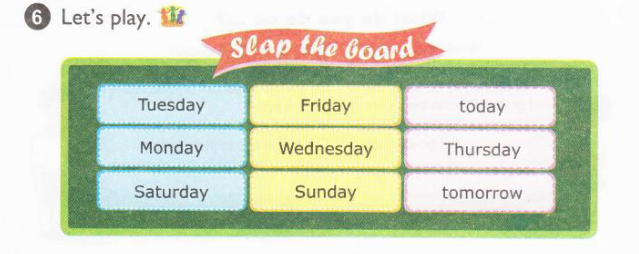 6 Let's play.
Slap the board
Tuesday Friday today
Monday Wednesday Thursday
Saturday Sunday tomorrow